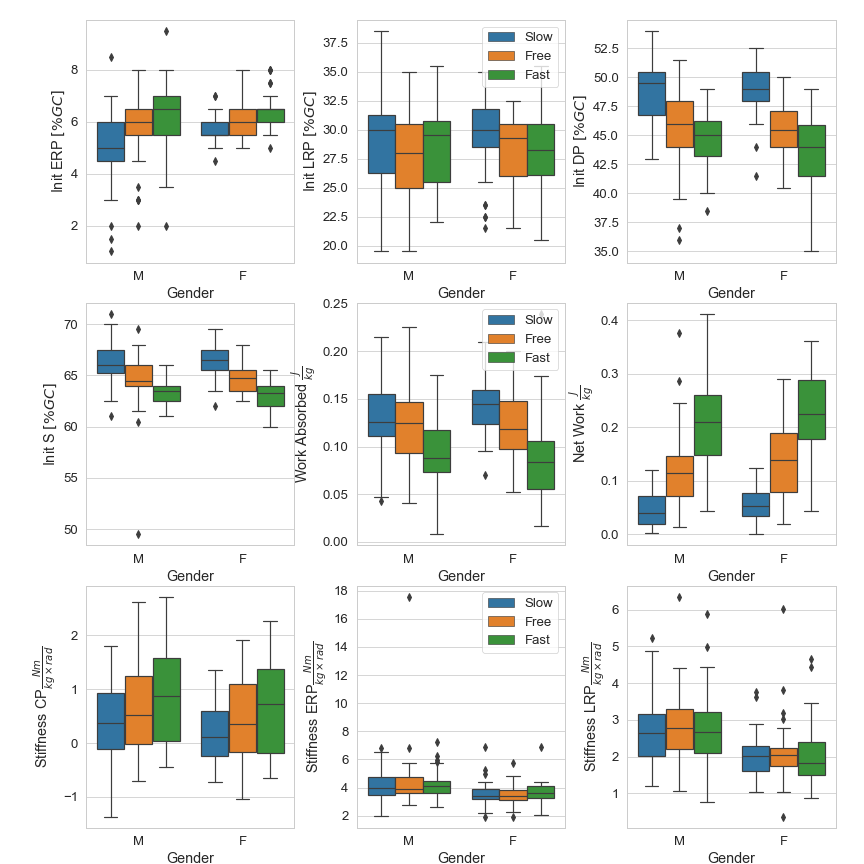 Init ERP [%GC]
8
6
4
2
M F
Gender
Init LRP [%GC]
37.5
35.0
32.5
30.0
27.5
25.0
22.5
20.0
Slow
Free
Fast
M F
Gender
Init DP [%GC]
52.5
50.0
47.5
45.0
42.5
40.0
37.5
35.0
M F
Gender
Init S [%GC]
70
65
60
55
50
M F
Gender
Work Absorbed J/kg
0.25
0.20
0.15
0.10
0.05
0.00
Slow
Free
Fast
M F
Gender
Net Work J/kg
0.4
0.3
0.2
0.1
0.0
M F
Gender
Stiffness CP Nm/kg×rad
2
1
0
−1
M F
Gender
Stiffness ERP Nm/kg×rad
18
16
14
12
10
8
6
4
2
Slow
Free
Fast
M F
Gender
Stiffness LRP Nm/kg×rad
6
5
4
3
2
1
M F
Gender